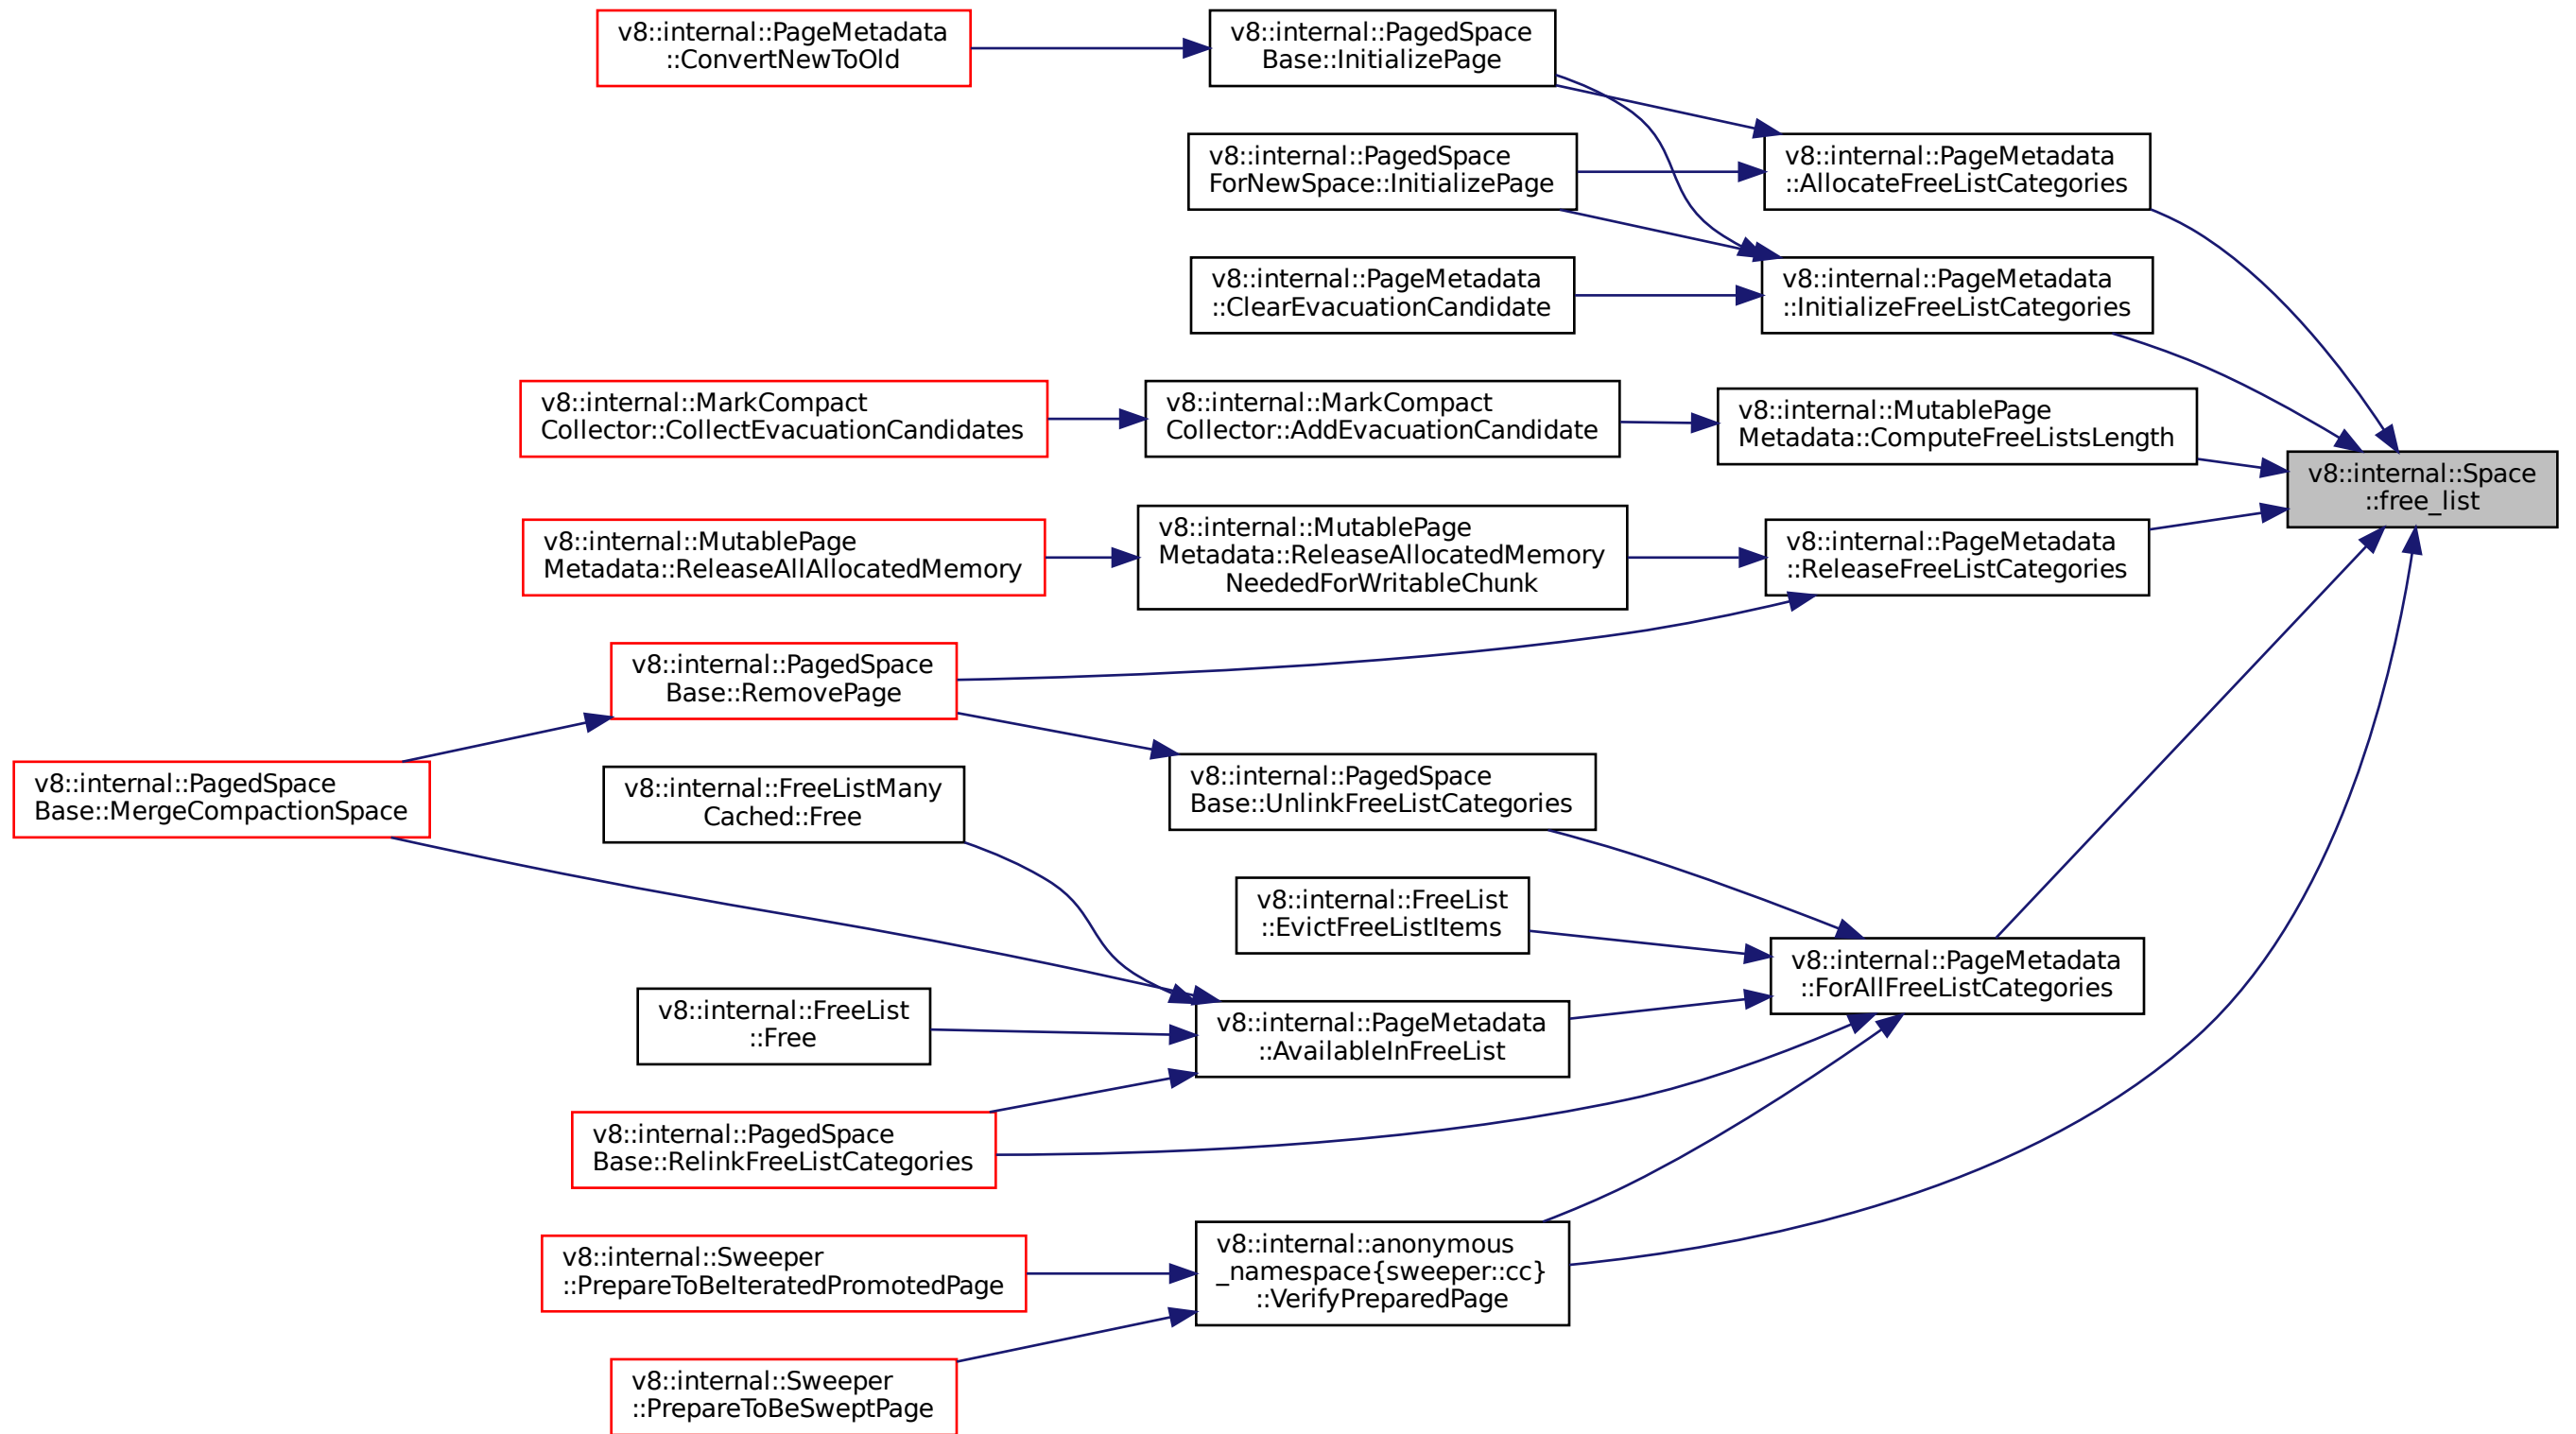 v8::internal::PageMetadata
::ConvertNewToOld
v8::internal::PagedSpace
Base::InitializePage
v8::internal::PagedSpace
ForNewSpace::InitializePage
v8::internal::PageMetadata
::AllocateFreeListCategories
v8::internal::PageMetadata
::ClearEvacuationCandidate
v8::internal::PageMetadata
::InitializeFreeListCategories
v8::internal::MarkCompact
Collector::CollectEvacuationCandidates
v8::internal::MarkCompact
Collector::AddEvacuationCandidate
v8::internal::MutablePage
Metadata::ComputeFreeListsLength
v8::internal::Space
::free_list
v8::internal::MutablePage
Metadata::ReleaseAllAllocatedMemory
v8::internal::MutablePage
Metadata::ReleaseAllocatedMemory
NeededForWritableChunk
v8::internal::PageMetadata
::ReleaseFreeListCategories
v8::internal::PagedSpace
Base::RemovePage
v8::internal::PagedSpace
Base::MergeCompactionSpace
v8::internal::FreeListMany
Cached::Free
v8::internal::PagedSpace
Base::UnlinkFreeListCategories
v8::internal::FreeList
::EvictFreeListItems
v8::internal::PageMetadata
::ForAllFreeListCategories
v8::internal::FreeList
::Free
v8::internal::PageMetadata
::AvailableInFreeList
v8::internal::PagedSpace
Base::RelinkFreeListCategories
v8::internal::Sweeper
::PrepareToBeIteratedPromotedPage
v8::internal::anonymous
_namespace{sweeper::cc}
::VerifyPreparedPage
v8::internal::Sweeper
::PrepareToBeSweptPage